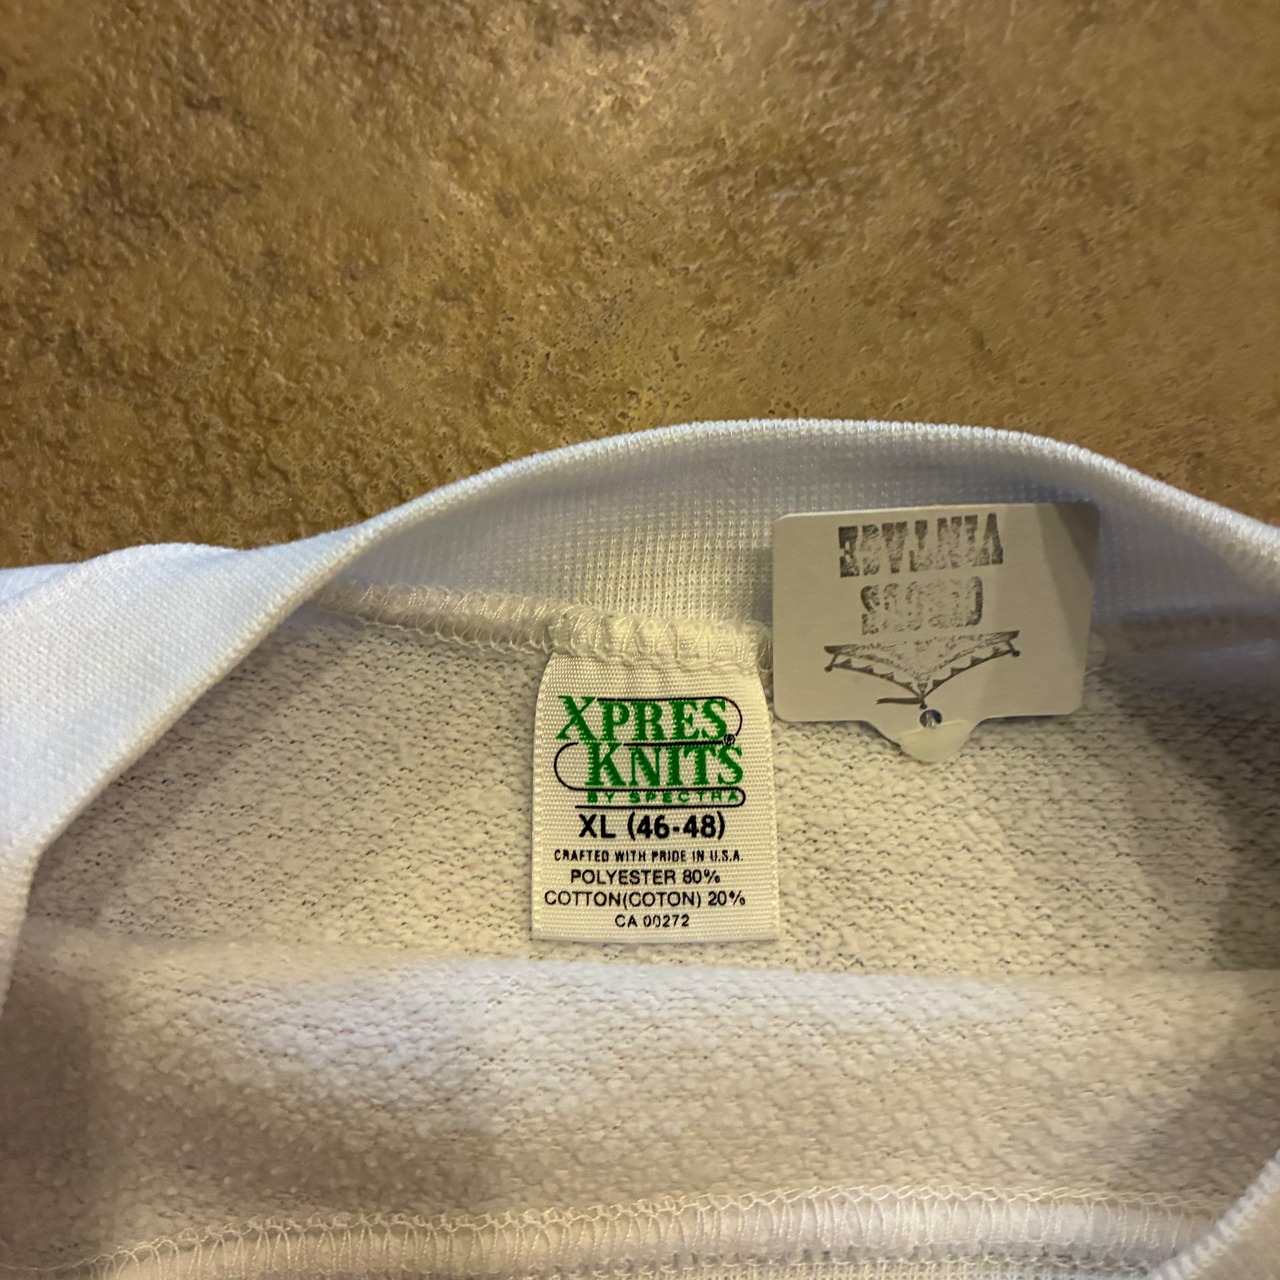 XPRES
KNITS®
BY SPECTRA
XL (46-48)
CRAFTED WITH PRIDE IN U.S.A.
POLYESTER 80%
COTTON(COTON) 20%
CA 00272
VINTAGE
CIRCUS